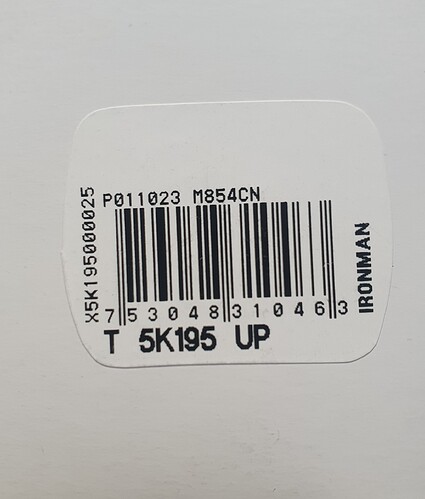 P011023 M854CN
X5K195000025
7 53048 31046 3
IRONMAN
T 5K195 UP